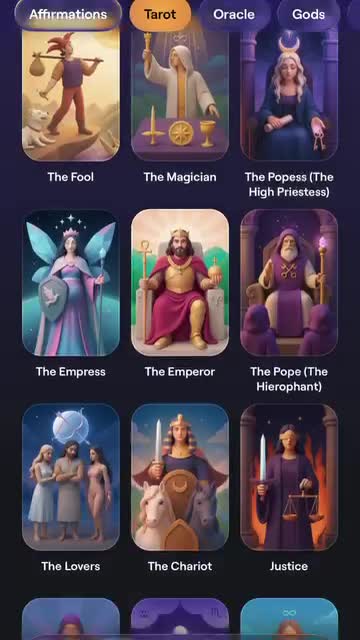 Affirmations
Tarot
Oracle
Gods
The Fool
The Magician
The Popess (The
High Priestess)
The Empress
The Emperor
The Pope (The
Hierophant)
The Lovers
The Chariot
Justice